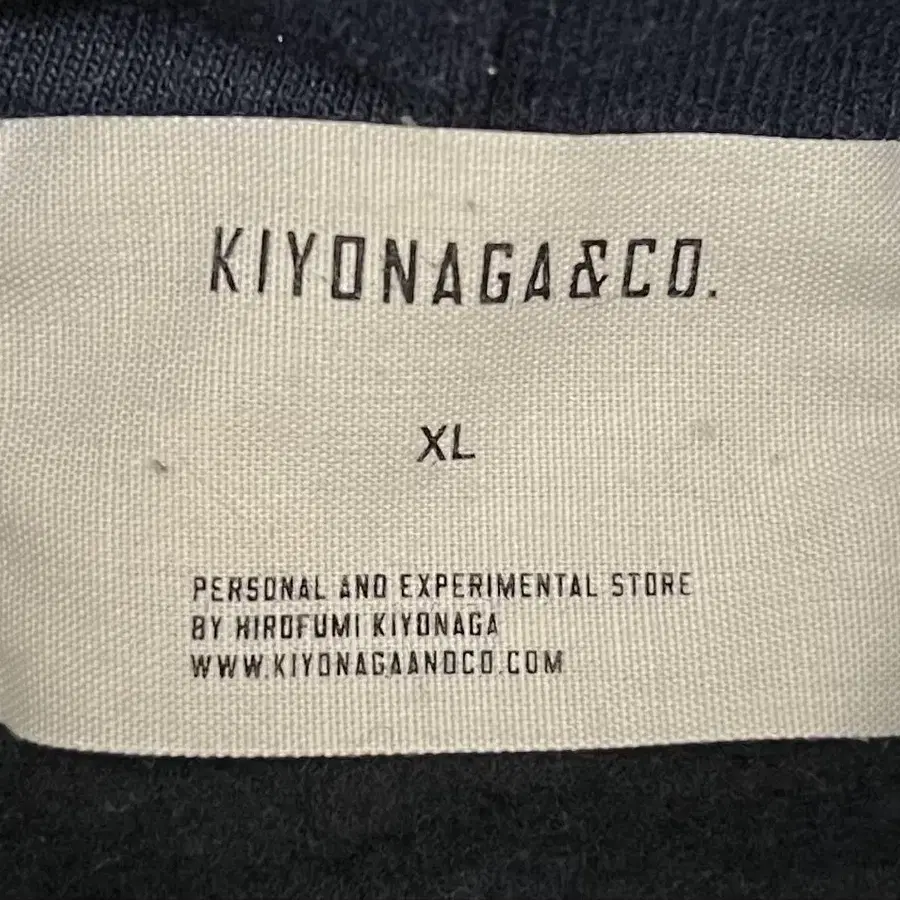 KIYONAGA&CO.
XL
PERSONAL AND EXPERIMENTAL STORE
BY HIROFUMI KIYONAGA
WWW.KIYONAGAANDCO.COM